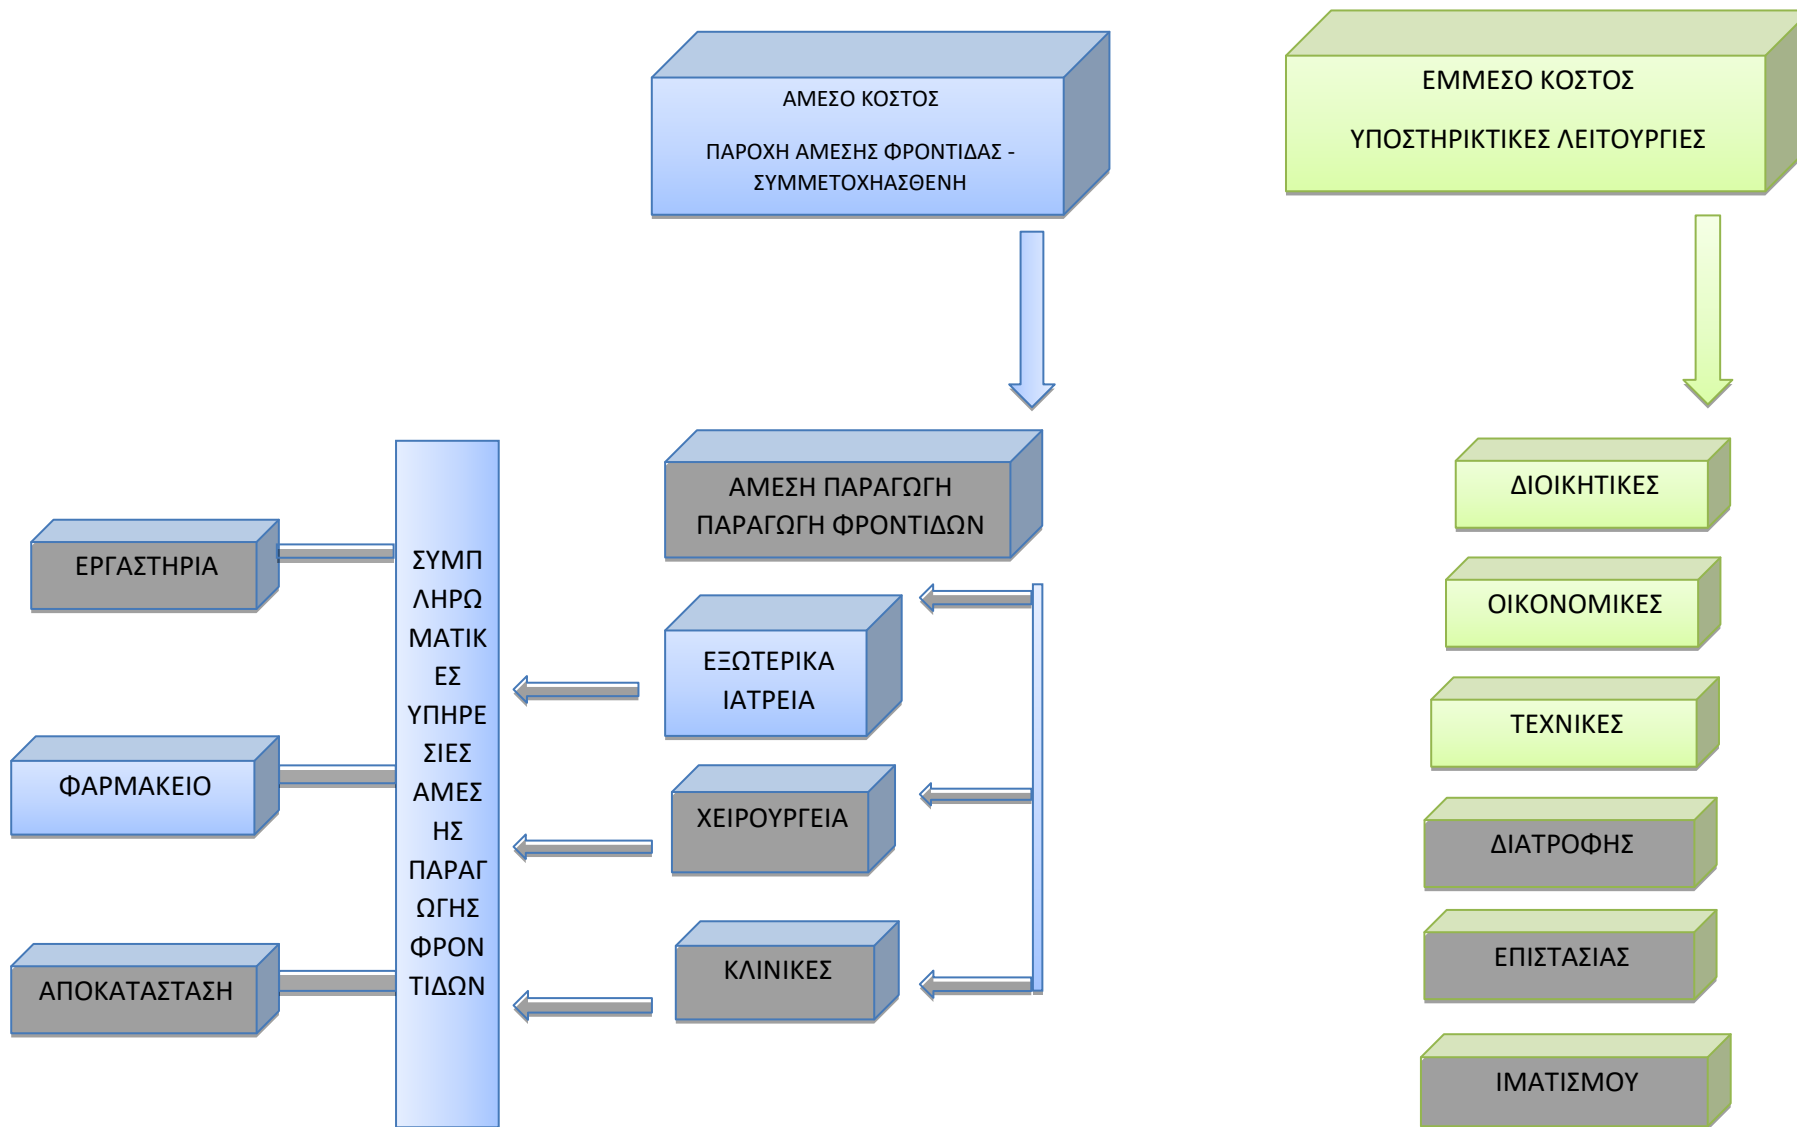 ΑΜΕΣΟ ΚΟΣΤΟΣ
ΠΑΡΟΧΗ ΑΜΕΣΗΣ ΦΡΟΝΤΙΔΑΣ -
ΣΥΜΜΕΤΟΧΗΑΣΘΕΝΗ
ΕΜΜΕΣΟ ΚΟΣΤΟΣ
ΥΠΟΣΤΗΡΙΚΤΙΚΕΣ ΛΕΙΤΟΥΡΓΙΕΣ
ΑΜΕΣΗ ΠΑΡΑΓΩΓΗ
ΠΑΡΑΓΩΓΗ ΦΡΟΝΤΙΔΩΝ
ΕΞΩΤΕΡΙΚΑ
ΙΑΤΡΕΙΑ
ΧΕΙΡΟΥΡΓΕΙΑ
ΚΛΙΝΙΚΕΣ
ΣΥΜΠ
ΛΗΡΩ
ΜΑΤΙΚ
ΕΣ
ΥΠΗΡΕ
ΣΙΕΣ
ΑΜΕΣ
ΗΣ
ΠΑΡΑΓ
ΩΓΗΣ
ΦΡΟΝ
ΤΙΔΩΝ
ΕΡΓΑΣΤΗΡΙΑ
ΦΑΡΜΑΚΕΙΟ
ΑΠΟΚΑΤΑΣΤΑΣΗ
ΔΙΟΙΚΗΤΙΚΕΣ
ΟΙΚΟΝΟΜΙΚΕΣ
ΤΕΧΝΙΚΕΣ
ΔΙΑΤΡΟΦΗΣ
ΕΠΙΣΤΑΣΙΑΣ
ΙΜΑΤΙΣΜΟΥ